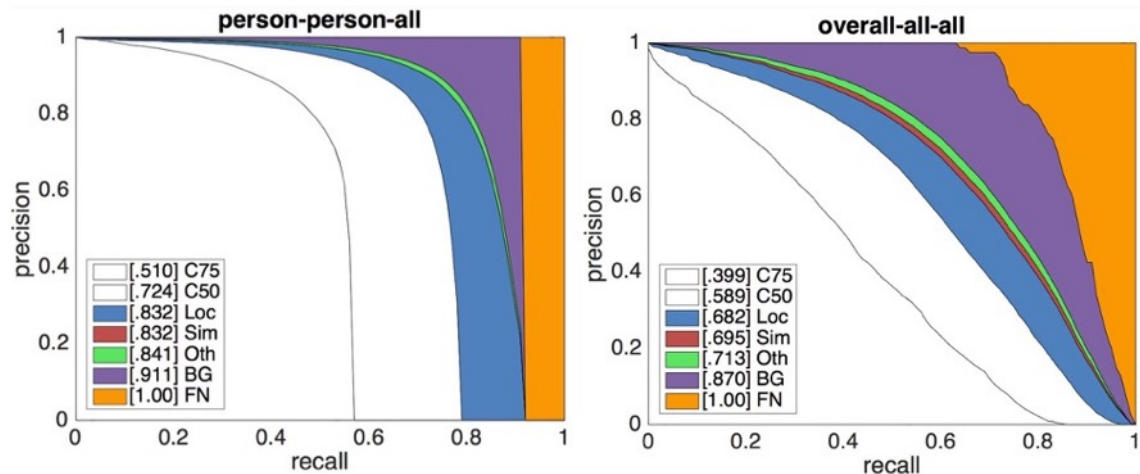 person-person-all
1
0.8
0.6
0.4
0.2
0
precision
[.510] C75
[.724] C50
[.832] Loc
[.832] Sim
[.841] Oth
[.911] BG
[1.00] FN
0 0.2 0.4 0.6 0.8 1
recall
overall-all-all
1
0.8
0.6
0.4
0.2
0
precision
[.399] C75
[.589] C50
[.682] Loc
[.695] Sim
[.713] Oth
[.870] BG
[1.00] FN
0 0.2 0.4 0.6 0.8 1
recall